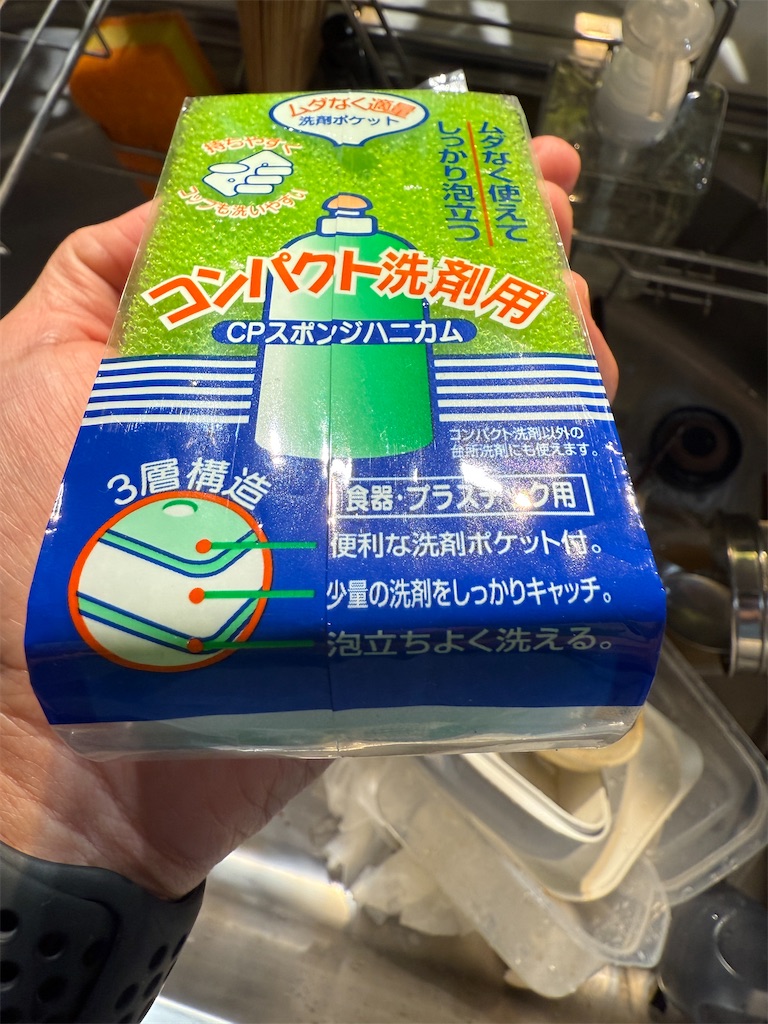 ムダなく適量
洗剤ポケット
持ちやすく
コップも洗いやすい
ムダなく使えて
しっかり泡立つ
コンパクト洗剤用
CPスポンジハニカム
コンパクト洗剤以外の
台所洗剤にも使えます。
3層構造
食器・プラスチック用
便利な洗剤ポケット付。
少量の洗剤をしっかりキャッチ。
泡立ちよく洗える。